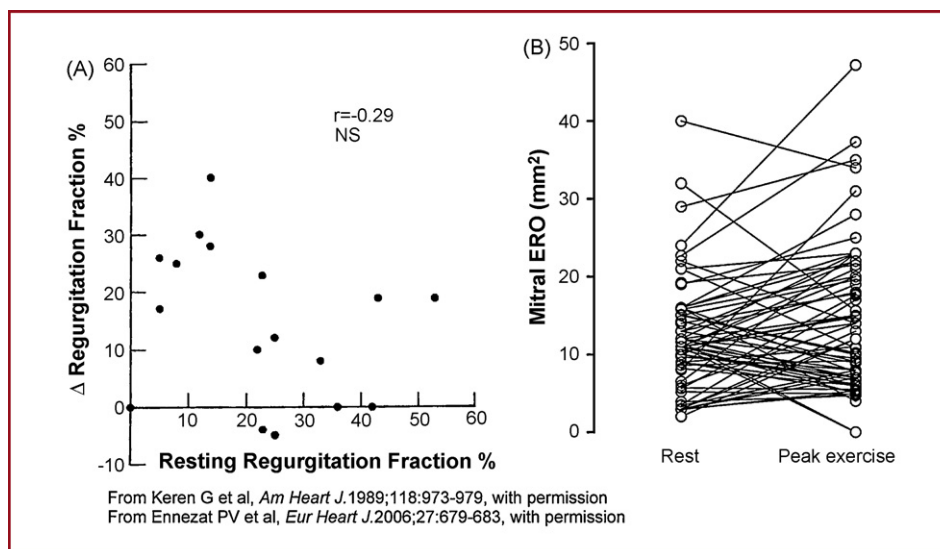 (A)
60
50
40
30
20
10
0
-10
10 20 30 40 50 60
r=-0.29
NS
Δ Regurgitation Fraction %
Resting Regurgitation Fraction %
(B)
50
40
30
20
10
0
Mitral ERO (mm²)
Rest Peak exercise
From Keren G et al, Am Heart J.1989;118:973-979, with permission
From Ennezat PV et al, Eur Heart J.2006;27:679-683, with permission